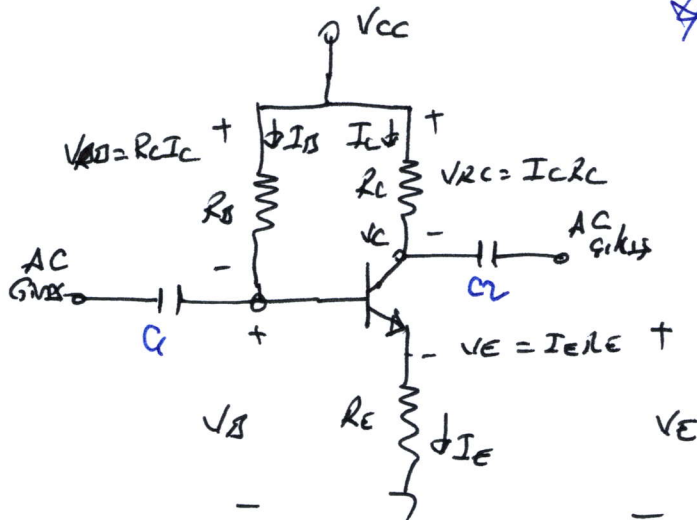 VCC
+ IB IC +
VRB=RCIC
RB RC VRC= ICRC
- VC -
AC
AC
C1 C2
+ - VE = IERE +
VB RE IE VE
- -